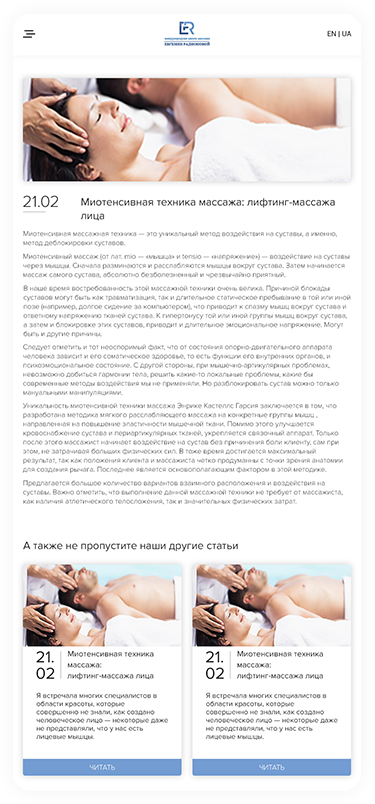 EN | UA
ER
МЕЖДУНАРОДНАЯ ШКОЛА МАССАЖА
ЕВГЕНИИ РАДИОНОВОЙ
21.02
Миотенсивная техника массажа: лифтинг-массажа
лица
Миотенсивная массажная техника — это уникальный метод воздействия на суставы, а именно,
метод деблокировки суставов.
Миотенсивный массаж (от лат. mio — «мышца» и tensio — «напряжение») — воздействие на суставы
через мышцы. Сначала разминаются и расслабляются мышцы вокруг сустава. Затем начинается
массаж самого сустава, абсолютно безболезненный и чрезвычайно приятный.
В наше время востребованность этой массажной техники очень велика. Причиной блокады
суставов могут быть как травматизация, так и длительное статическое пребывание в той или иной
позе (например, долгое сидение за компьютером), что приводит к спазму мышц вокруг сустава и
ответному напряжению тканей сустава. К гипертонусу той или иной группы мышц вокруг сустава,
а затем и блокировке этих суставов, приводит и длительное эмоциональное напряжение. Могут
быть и другие причины.
Следует отметить и тот неоспоримый факт, что от состояния опорно-двигательного аппарата
человека зависит и его соматическое здоровье, то есть функции его внутренних органов, и
психоэмоциональное состояние. С другой стороны, при мышечно-артикулярных проблемах,
невозможно добиться гармонии тела, решить какие-то локальные проблемы, какие бы
современные методы воздействия мы не применяли. Но разблокировать сустав можно только
мануальными манипуляциями.
Уникальность миотенсивной техники массажа Энрике Кастеллс Гарсия заключается в том, что
разработана методика мягкого расслабляющего массажа на конкретные группы мышц ,
направленная на повышение эластичности мышечной ткани. Помимо этого улучшается
кровоснабжение сустава и периартикулярных тканей, укрепляется связочный аппарат. Только
после этого массажист начинает воздействие на сустав без причинения боли клиенту, сам при
этом, не затрачивая больших физических сил. В тоже время достигается максимальный
результат, так как положения клиента и массажиста четко продуманны с точки зрения анатомии
для создания рычага. Последнее является основополагающим фактором в этой методике.
Предлагается большое количество вариантов взаимного расположения и воздействия на
суставы. Важно отметить, что выполнение данной массажной техники не требует от массажиста,
как наличия атлетического телосложения, так и значительных физических затрат.
А также не пропустите наши другие статьи
21.
02
Миотенсивная техника
массажа:
лифтинг-массажа лица
Я встречала многих специалистов в
области красоты, которые
совершенно не знали, как создано
человеческое лицо — некоторые даже
не представляли, что у нас есть
лицевые мышцы.
ЧИТАТЬ
21.
02
Миотенсивная техника
массажа:
лифтинг-массажа лица
Я встречала многих специалистов в
области красоты, которые
совершенно не знали, как создано
человеческое лицо — некоторые даже
не представляли, что у нас есть
лицевые мышцы.
ЧИТАТЬ